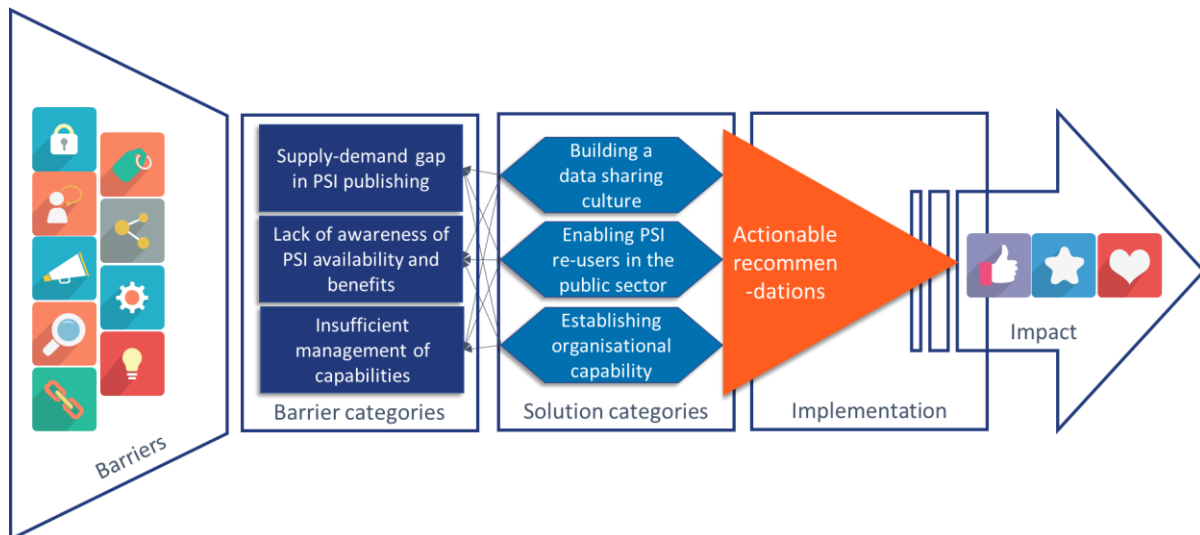 Barriers
Supply-demand gap
in PSI publishing
Lack of awareness of
PSI availability and
benefits
Insufficient
management of
capabilities
Barrier categories
Building a
data sharing
culture
Enabling PSI
re-users in the
public sector
Establishing
organisational
capability
Solution categories
Actionable
recommen
-dations
Implementation
Impact